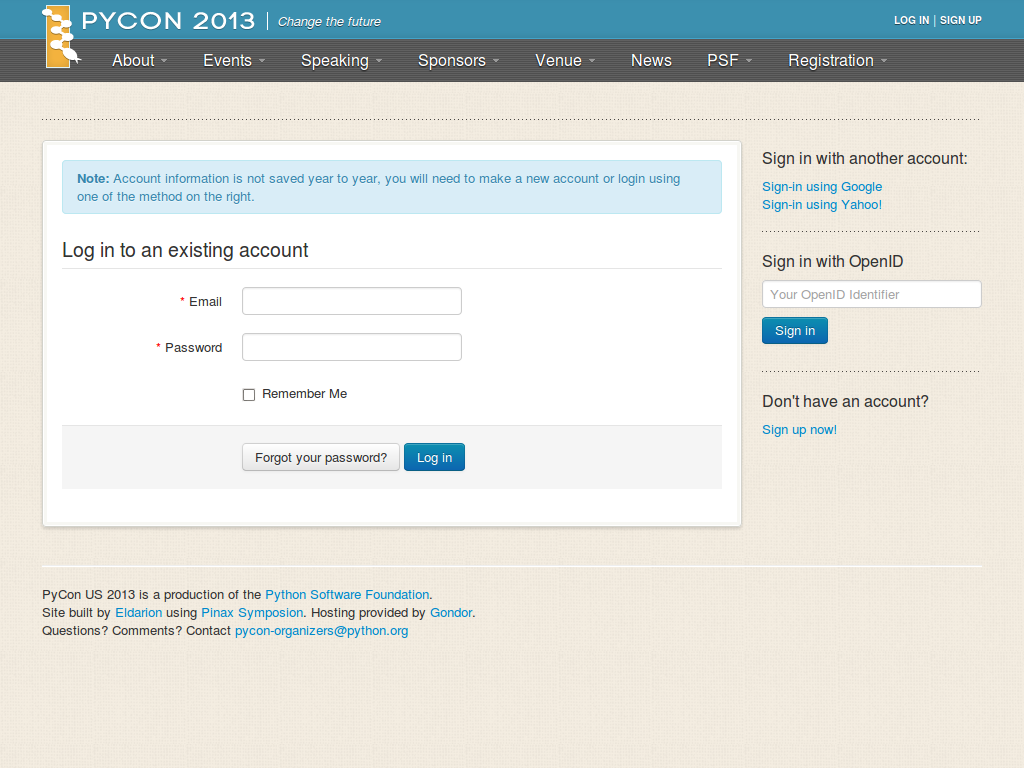 PYCON 2013 | Change the future
LOG IN | SIGN UP
About Events Speaking Sponsors Venue News PSF Registration
Note: Account information is not saved year to year, you will need to make a new account or login using
one of the method on the right.
Log in to an existing account
* Email
* Password
Remember Me
Forgot your password? Log in
Sign in with another account:
Sign-in using Google
Sign-in using Yahoo!
Sign in with OpenID
Your OpenID Identifier
Sign in
Don't have an account?
Sign up now!
PyCon US 2013 is a production of the Python Software Foundation.
Site built by Eldarion using Pinax Symposion. Hosting provided by Gondor.
Questions? Comments? Contact pycon-organizers@python.org